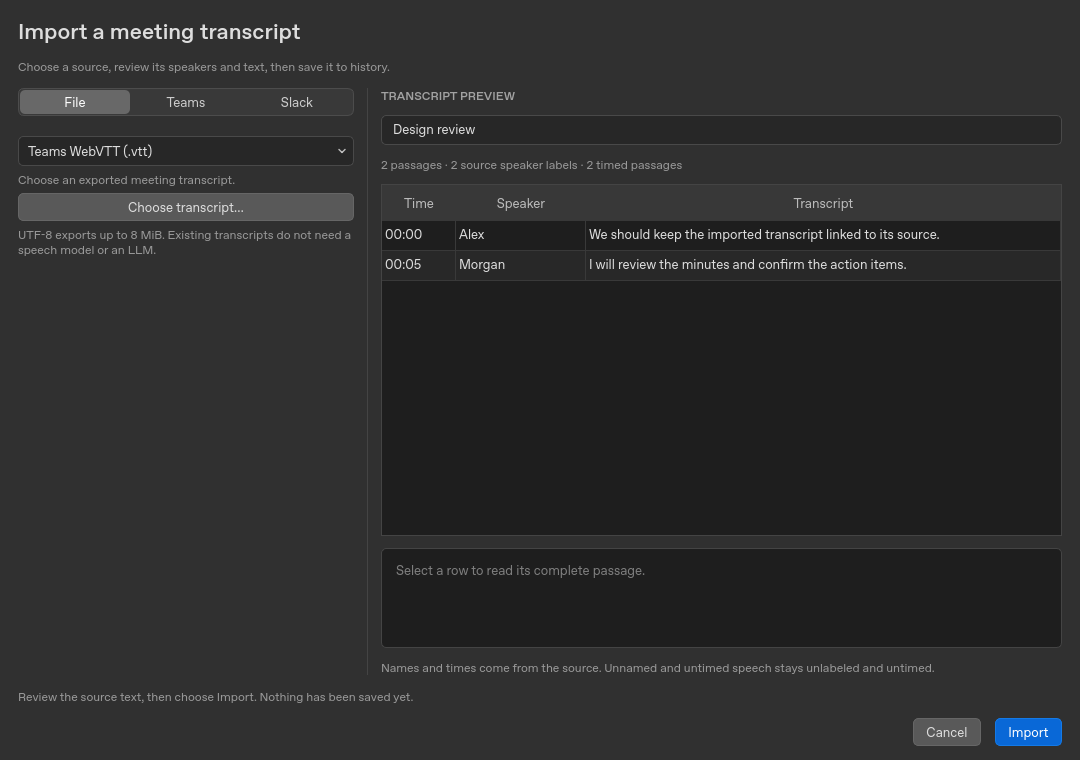 Import a meeting transcript
Choose a source, review its speakers and text, then save it to history.
File Teams Slack
Teams WebVTT (.vtt)
Choose an exported meeting transcript.
Choose transcript...
UTF-8 exports up to 8 MiB. Existing transcripts do not need a
speech model or an LLM.
TRANSCRIPT PREVIEW
Design review
2 passages · 2 source speaker labels · 2 timed passages
Time Speaker Transcript
00:00 Alex We should keep the imported transcript linked to its source.
00:05 Morgan I will review the minutes and confirm the action items.
Select a row to read its complete passage.
Names and times come from the source. Unnamed and untimed speech stays unlabeled and untimed.
Review the source text, then choose Import. Nothing has been saved yet.
Cancel Import